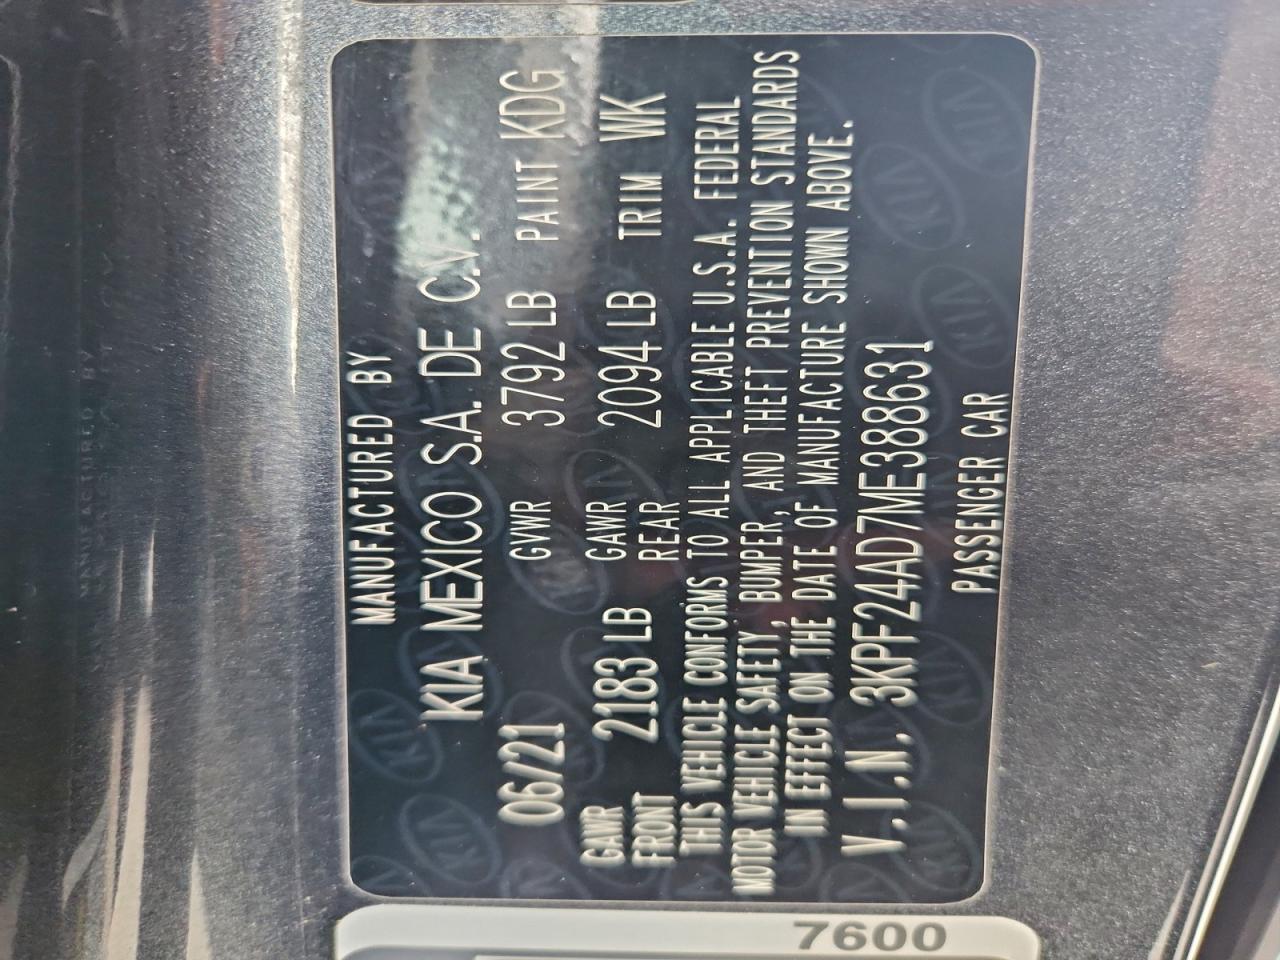 MANUFACTURED BY
KIA MEXICO S.A. DE C.V.
06/21 GVWR 3792 LB PAINT KDG
GAWR FRONT 2183 LB GAWR REAR 2094 LB TRIM WK
THIS VEHICLE CONFORMS TO ALL APPLICABLE U.S.A. FEDERAL
MOTOR VEHICLE SAFETY, BUMPER, AND THEFT PREVENTION STANDARDS
IN EFFECT ON THE DATE OF MANUFACTURE SHOWN ABOVE.
V.I.N. 3KPF24AD7ME388631
PASSENGER CAR
7600